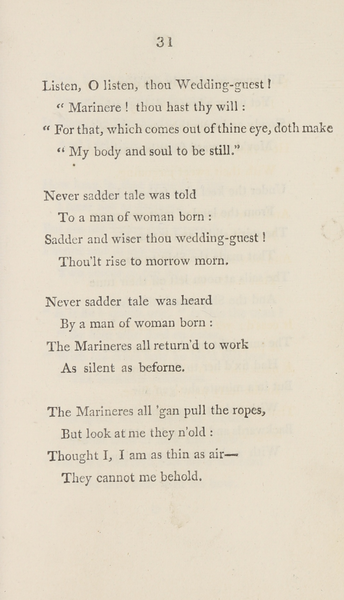 31
Listen, O listen, thou Wedding-guest!
“ Marinere! thou hast thy will:
“ For that, which comes out of thine eye, doth make
“ My body and soul to be still.”
Never sadder tale was told
To a man of woman born:
Sadder and wiser thou wedding-guest!
Thou'lt rise to morrow morn.
Never sadder tale was heard
By a man of woman born:
The Marineres all return'd to work
As silent as beforne.
The Marineres all 'gan pull the ropes,
But look at me they n'old:
Thought I, I am as thin as air—
They cannot me behold.